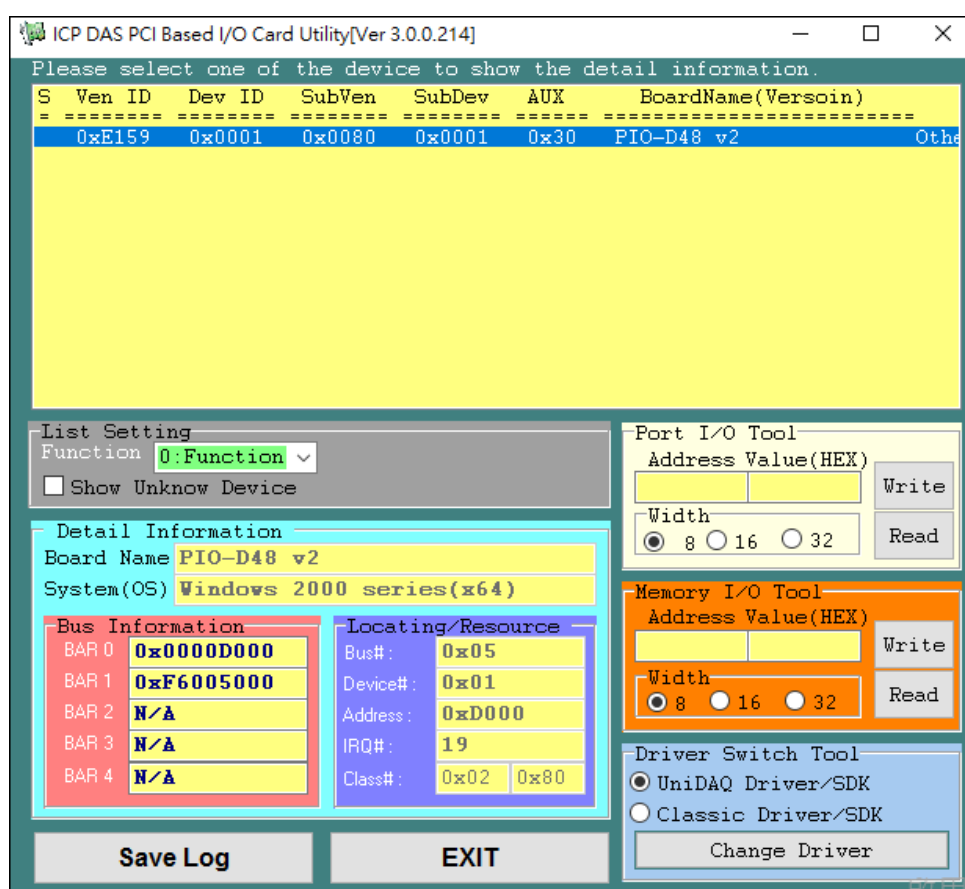 ICP DAS PCI Based I/O Card Utility[Ver 3.0.0.214]
Please select one of the device to show the detail information.
S Ven ID Dev ID SubVen SubDev AUX BoardName(Versoin)
= ======== ======== ======== ======== ====== =========================
0xE159 0x0001 0x0080 0x0001 0x30 PIO-D48 v2 Othe
List Setting
Function 0:Function
Show Unknow Device
Detail Information
Board Name PIO-D48 v2
System(OS) Windows 2000 series(x64)
Bus Information
BAR 0 0x0000D000
BAR 1 0xF6005000
BAR 2 N/A
BAR 3 N/A
BAR 4 N/A
Locating/Resource
Bus# : 0x05
Device# : 0x01
Address : 0xD000
IRQ# : 19
Class# : 0x02 0x80
Save Log
EXIT
Port I/O Tool
Address Value(HEX)
Write
Width
8 16 32
Read
Memory I/O Tool
Address Value(HEX)
Write
Width
8 16 32
Read
Driver Switch Tool
UniDAQ Driver/SDK
Classic Driver/SDK
Change Driver